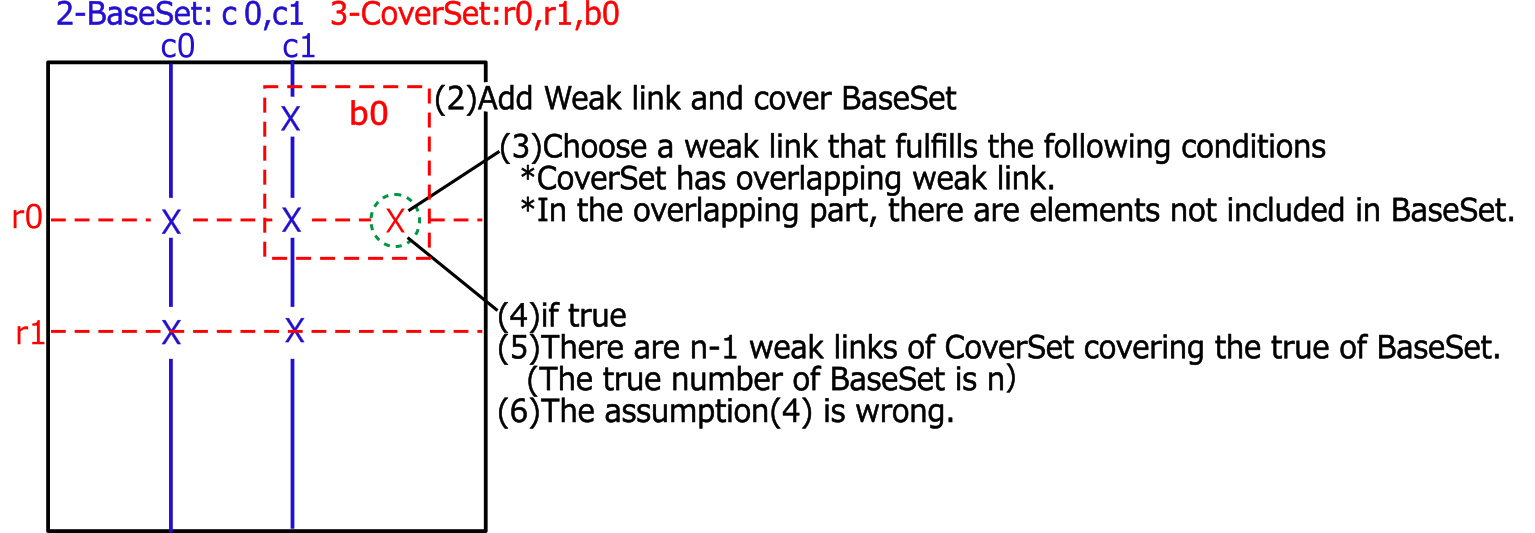 2-BaseSet: c 0,c1 3-CoverSet:r0,r1,b0
c0 c1
(2)Add Weak link and cover BaseSet
X b0
(3)Choose a weak link that fulfills the following conditions
*CoverSet has overlapping weak link.
*In the overlapping part, there are elements not included in BaseSet.
r0 X X X
(4)if true
r1 X X
(5)There are n-1 weak links of CoverSet covering the true of BaseSet.
(The true number of BaseSet is n)
(6)The assumption(4) is wrong.